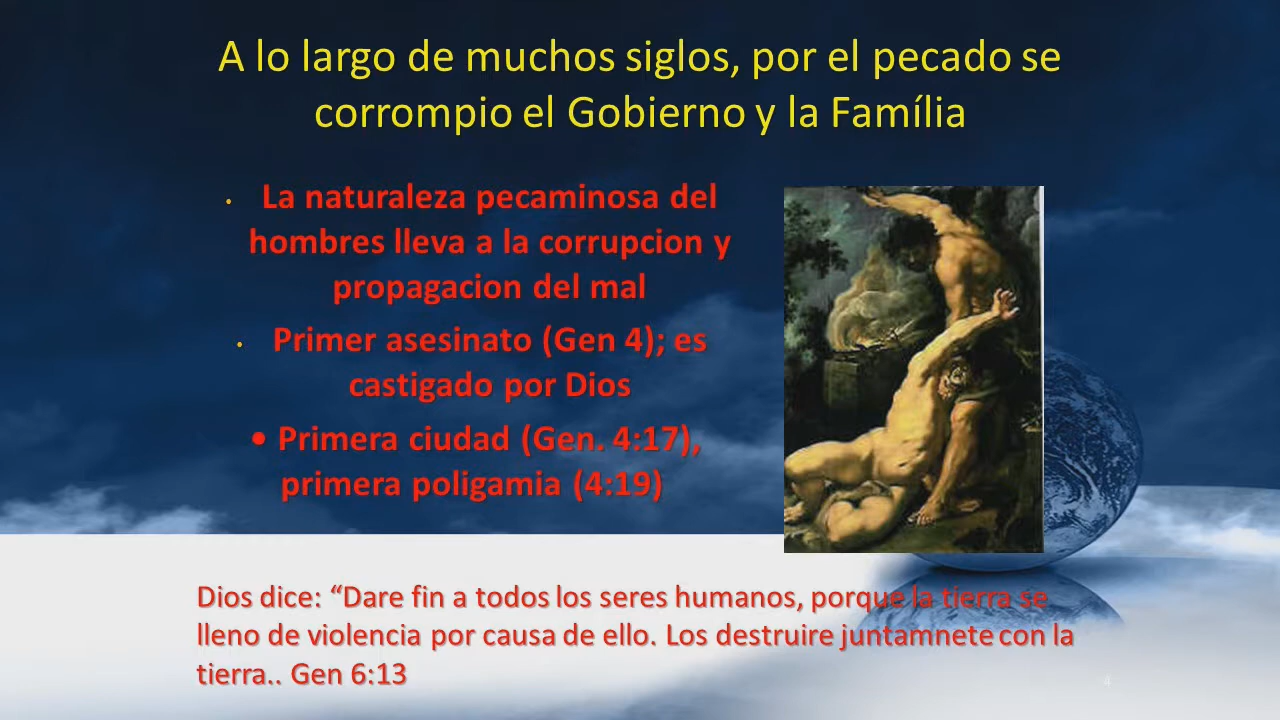 A lo largo de muchos siglos, por el pecado se
corrompio el Gobierno y la Família
• La naturaleza pecaminosa del
hombres lleva a la corrupcion y
propagacion del mal
• Primer asesinato (Gen 4); es
castigado por Dios
• Primera ciudad (Gen. 4:17),
primera poligamia (4:19)
Dios dice: “Dare fin a todos los seres humanos, porque la tierra se
lleno de violencia por causa de ello. Los destruire juntamnete con la
tierra.. Gen 6:13
4